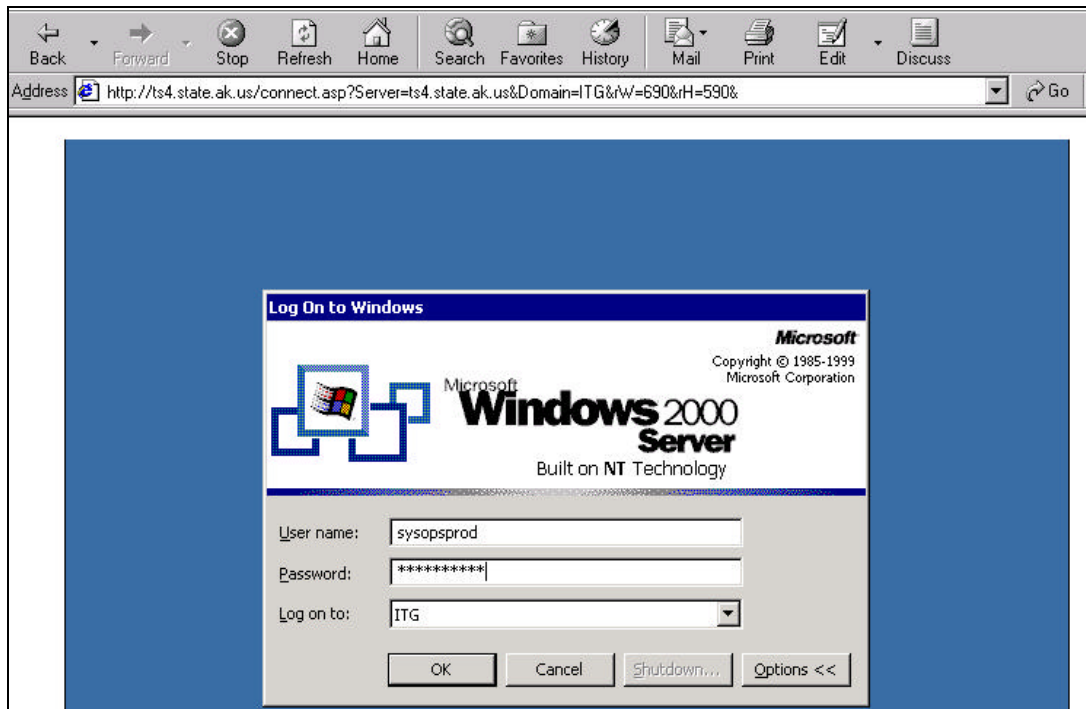 Back Forward Stop Refresh Home Search Favorites History Mail Print Edit Discuss
Address http://ts4.state.ak.us/connect.asp?Server=ts4.state.ak.us&Domain=ITG&rW=690&rH=590& Go
Log On to Windows
Microsoft
Copyright © 1985-1999
Microsoft Corporation
Microsoft
Windows 2000
Server
Built on NT Technology
User name: sysopsprod
Password: **********
Log on to: ITG
OK Cancel Shutdown... Options <<